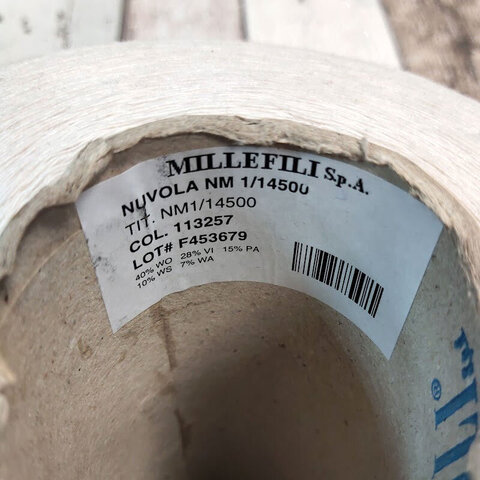 MILLEFILI S.p.A.
NUVOLA NM 1/14500
TIT. NM1/14500
COL. 113257
LOT# F453679
40% WO 28% VI 15% PA
10% WS 7% WA